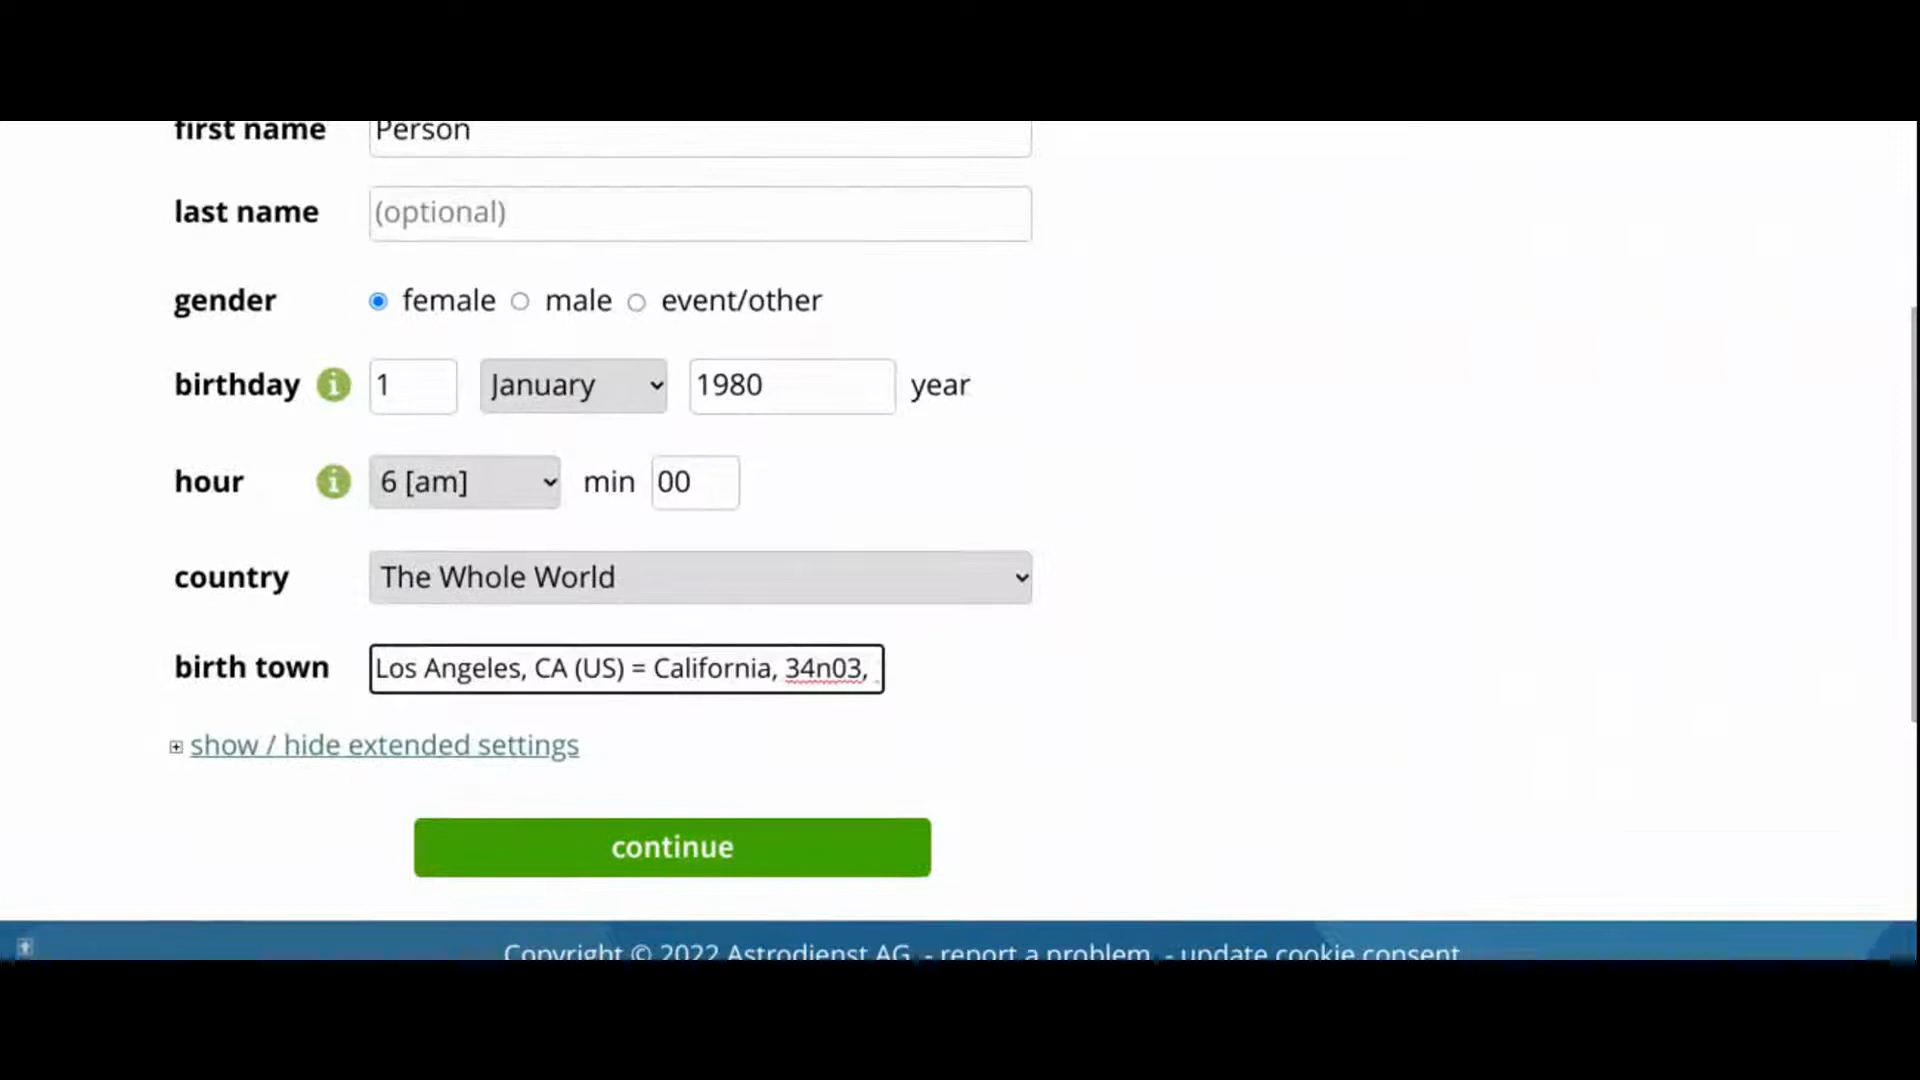 first name Person
last name (optional)
gender female male event/other
birthday i 1 January 1980 year
hour i 6 [am] min 00
country The Whole World
birth town Los Angeles, CA (US) = California, 34n03,
show / hide extended settings
continue
Copyright © 2022 Astrodienst AG. - report a problem. - update cookie consent